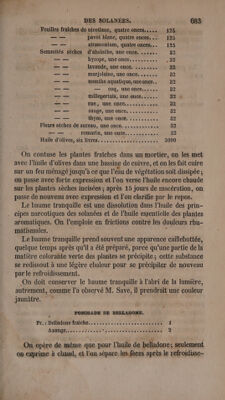 DES SOLANÉES. 683
Feuilles fraîches de nicotiane, quatre onces..... 125
— — pavot blanc, quatre onces... 125
— — stramonium, quatre onces... 125
Sommités sèches d'absinthe, une once....... 32
— — hysope, une once........... 32
— — lavande, une once......... 32
— — marjolaine, une once...... 32
— — menthe aquatique, une once. 32
— — — coq, une once...... 32
— — millepertuis, une once..... 32
— — rue, une once............. 32
— — sauge, une once........... 32
— — thym, une once............ 32
Fleurs sèches de sureau, une once............ 32
— — romarin, une once........... 32
Huile d'olives, six livres.................... 3000
On contuse les plantes fraîches dans un mortier, on les met
avec l'huile d'olives dans une bassine de cuivre, et on les fait cuire
sur un feu ménagé jusqu'à ce que l'eau de végétation soit dissipée;
on passe avec forte expression et l'on verse l'huile encore chaude
sur les plantes sèches incisées; après 15 jours de macération, on
passe de nouveau avec expression et l'on clarifie par le repos.
Le baume tranquille est une dissolution dans l'huile des prin-
cipes narcotiques des solanées et de l'huile essentielle des plantes
aromatiques. On l'emploie en frictions contre les douleurs rhu-
matismales.
Le baume tranquille prend souvent une apparence caillebottée,
quelque temps après qu'il a été préparé, parce qu'une partie de la
matière colorante verte des plantes se précipite; cette substance
se redissout à une légère chaleur pour se précipiter de nouveau
par le refroidissement.
On doit conserver le baume tranquille à l'abri de la lumière,
autrement, comme l'a observé M. Save, il prendrait une couleur
jaunâtre.
POMMADE DE BELLADONE.
Pr. : Belladone fraîche........................ 1
Axonge............................ 2
On opère de même que pour l'huile de belladone; seulement
on exprime à chaud, et l'on sépare les fèces après le refroidisse-